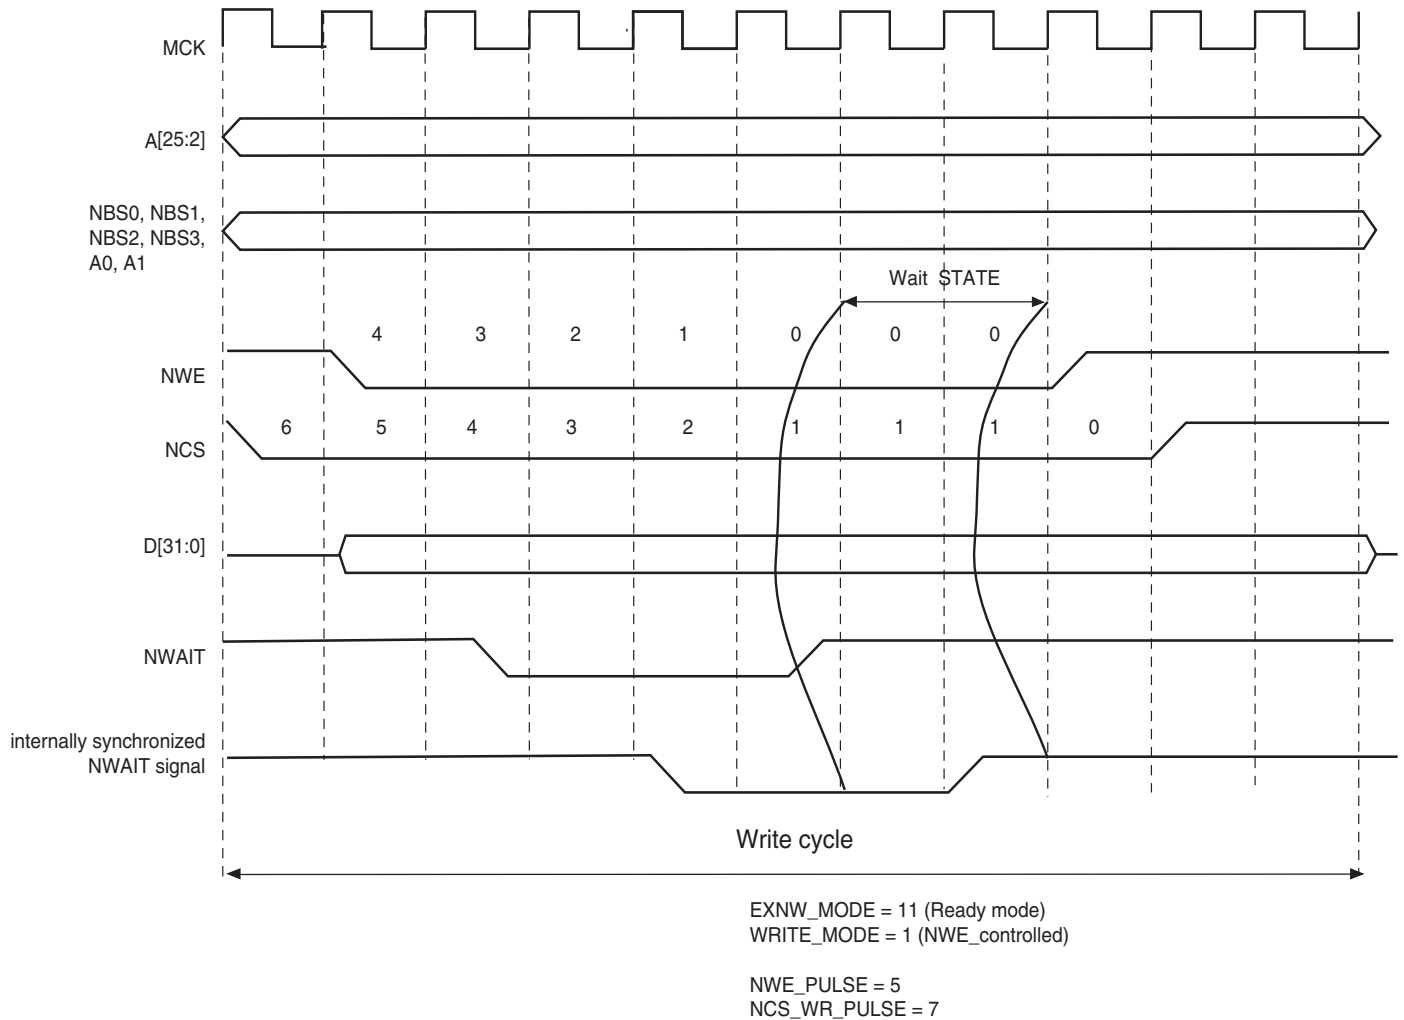 MCK
A[25:2]
NBS0, NBS1,
NBS2, NBS3,
A0, A1
Wait STATE
4 3 2 1 0 0 0
NWE
6 5 4 3 2 1 1 1 0
NCS
D[31:0]
NWAIT
internally synchronized
NWAIT signal
Write cycle
EXNW_MODE = 11 (Ready mode)
WRITE_MODE = 1 (NWE_controlled)
NWE_PULSE = 5
NCS_WR_PULSE = 7